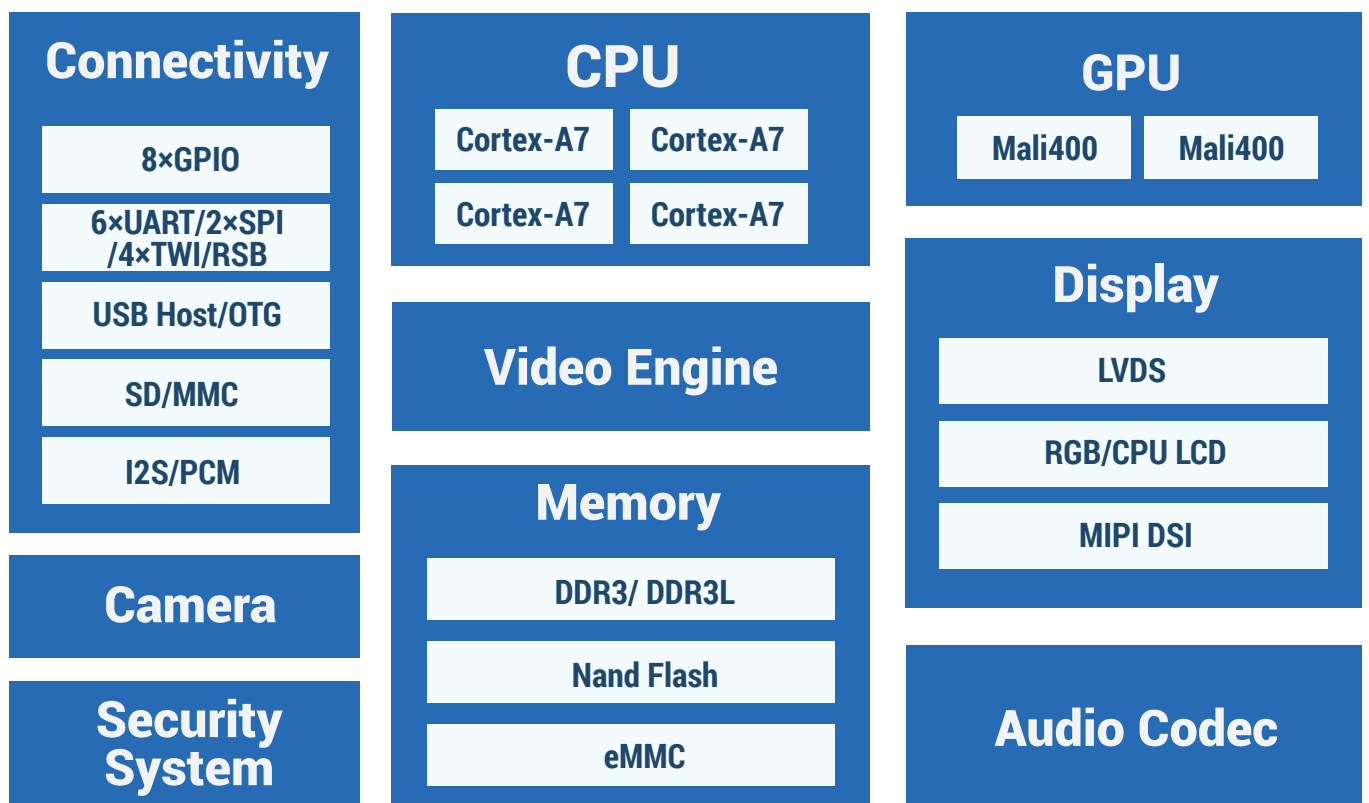 Connectivity
8×GPIO
6×UART/2×SPI
/4×TWI/RSB
USB Host/OTG
SD/MMC
I2S/PCM
Camera
Security
System
CPU
Cortex-A7 Cortex-A7
Cortex-A7 Cortex-A7
Video Engine
Memory
DDR3/ DDR3L
Nand Flash
eMMC
GPU
Mali400 Mali400
Display
LVDS
RGB/CPU LCD
MIPI DSI
Audio Codec